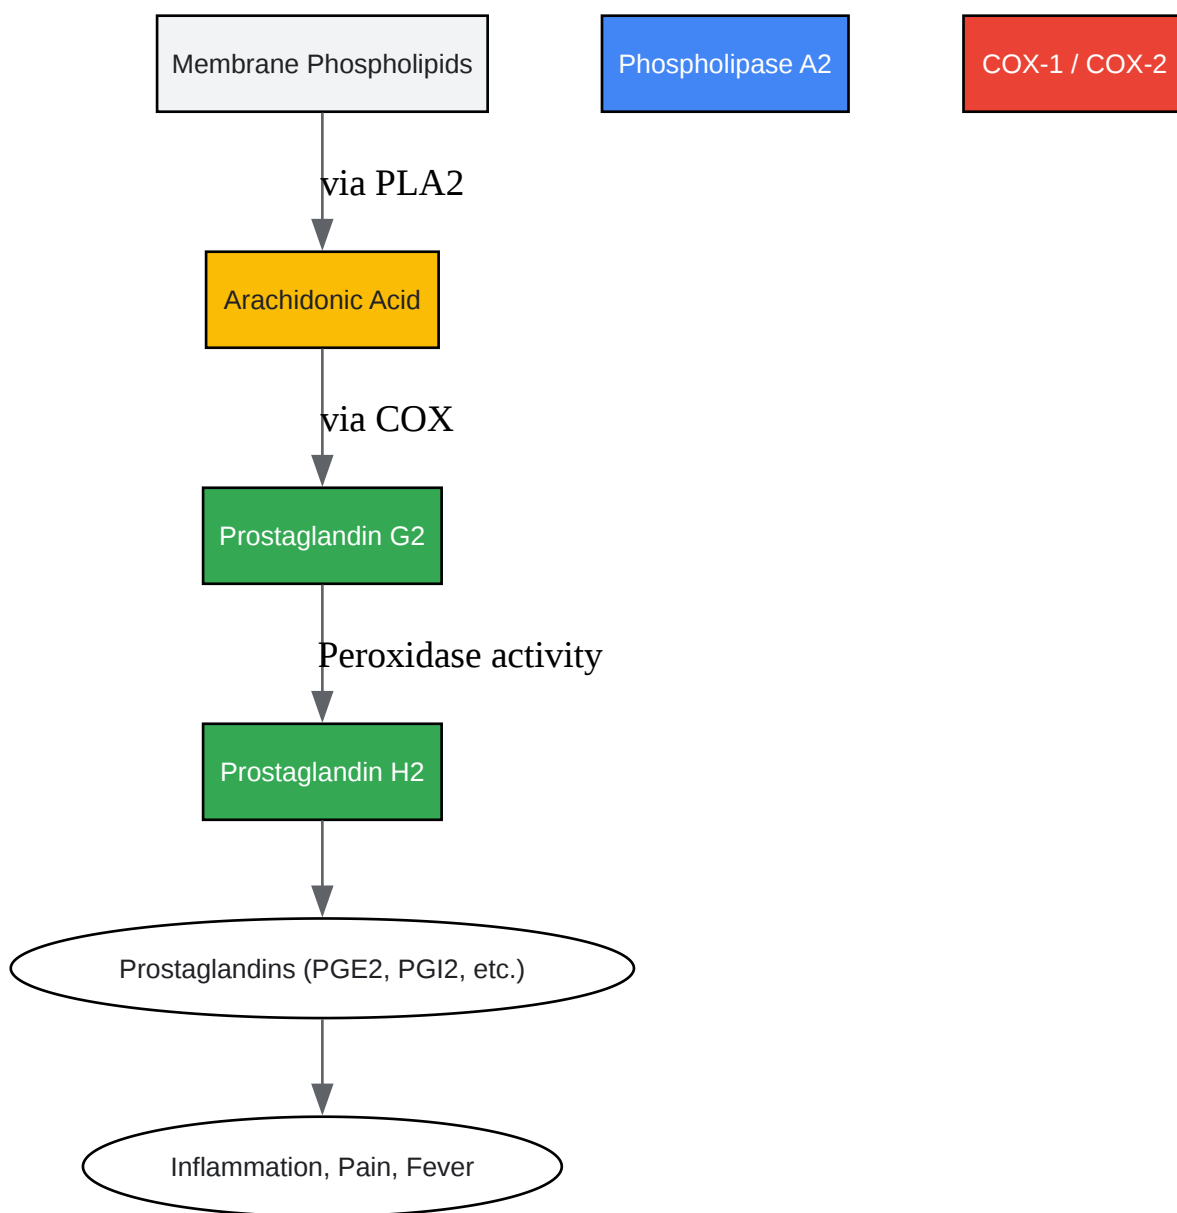 Membrane Phospholipids
Phospholipase A2
COX-1 / COX-2
via PLA2
Arachidonic Acid
via COX
Prostaglandin G2
Peroxidase activity
Prostaglandin H2
Prostaglandins (PGE2, PGI2, etc.)
Inflammation, Pain, Fever